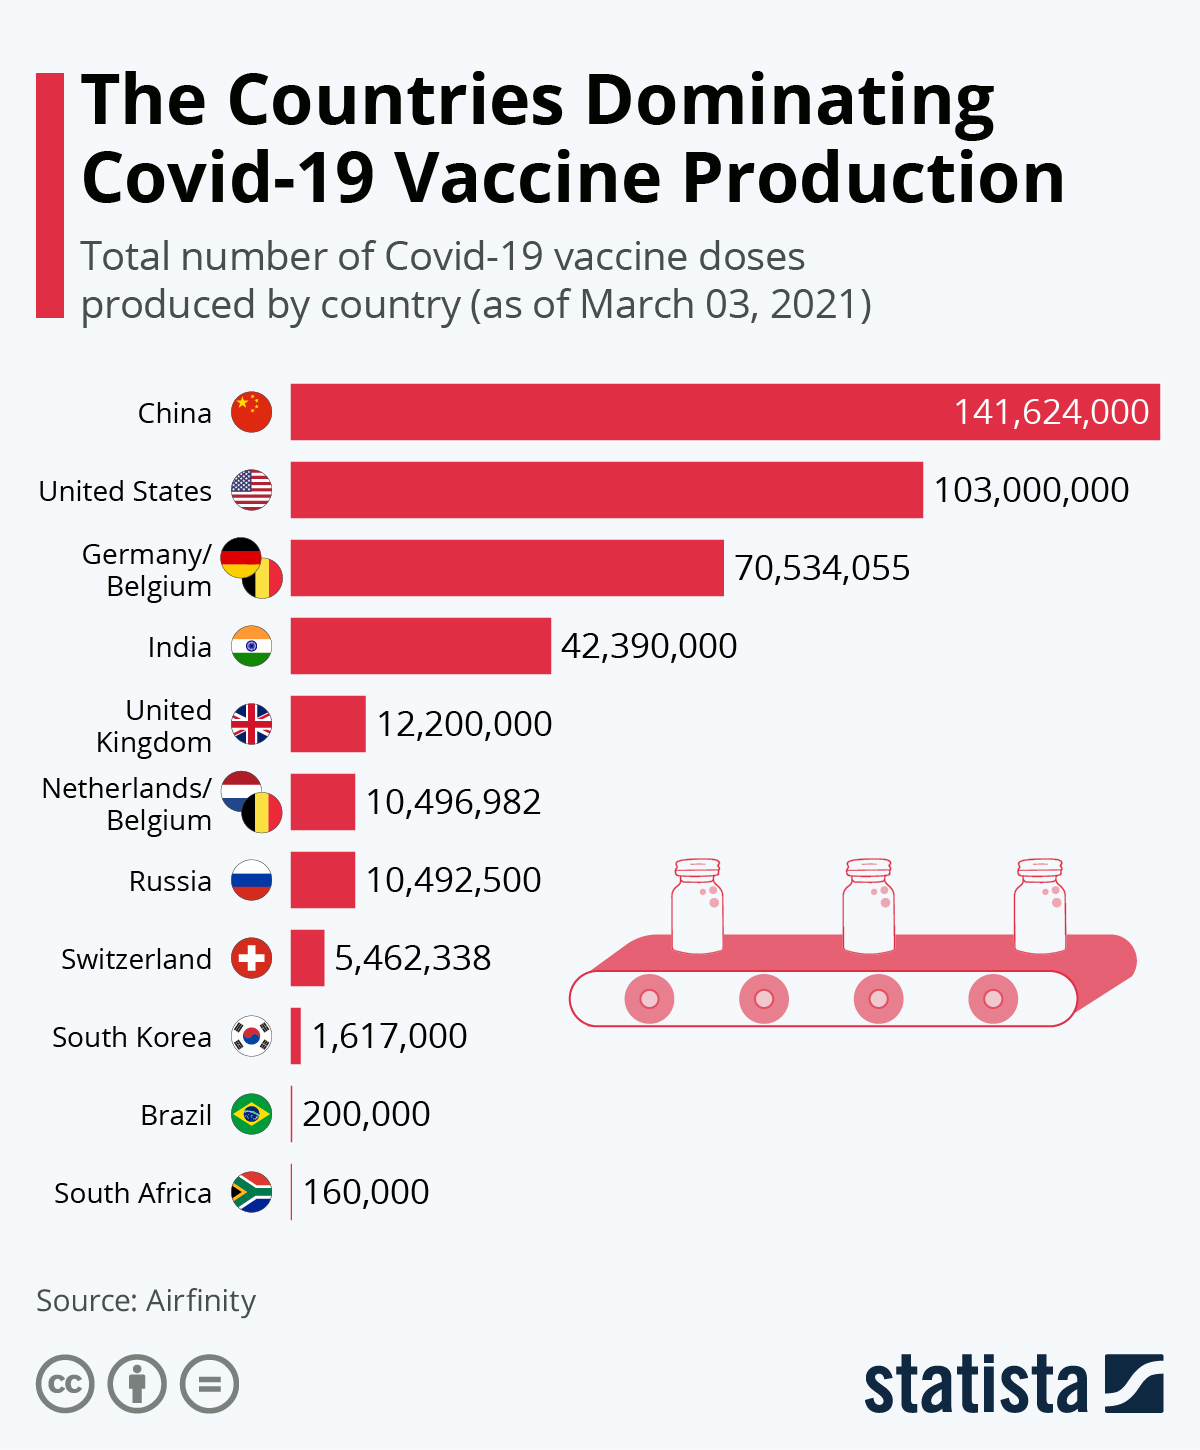 The Countries Dominating
Covid-19 Vaccine Production
Total number of Covid-19 vaccine doses
produced by country (as of March 03, 2021)
China 141,624,000
United States 103,000,000
Germany/
Belgium 70,534,055
India 42,390,000
United
Kingdom 12,200,000
Netherlands/
Belgium 10,496,982
Russia 10,492,500
Switzerland 5,462,338
South Korea 1,617,000
Brazil 200,000
South Africa 160,000
Source: Airfinity
cc
statista